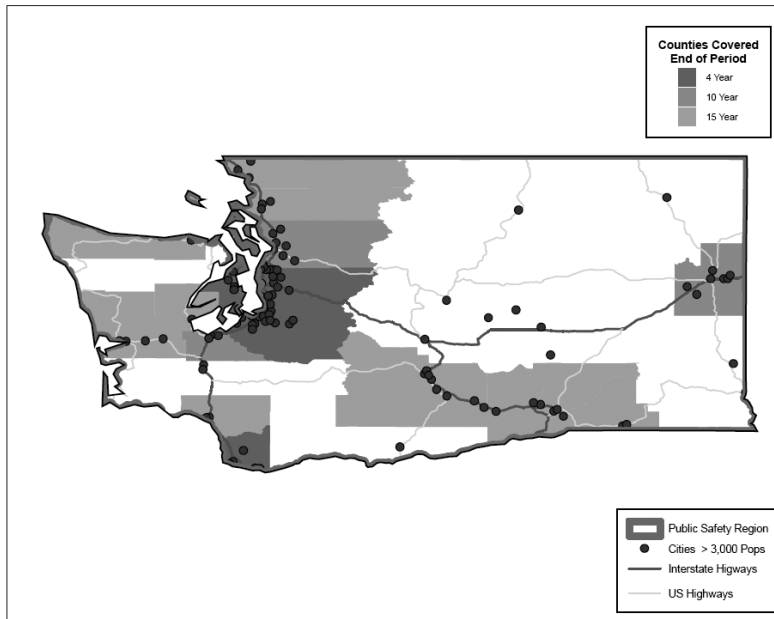 Counties Covered
End of Period
4 Year
10 Year
15 Year
Public Safety Region
Cities > 3,000 Pops
Interstate Higways
US Highways